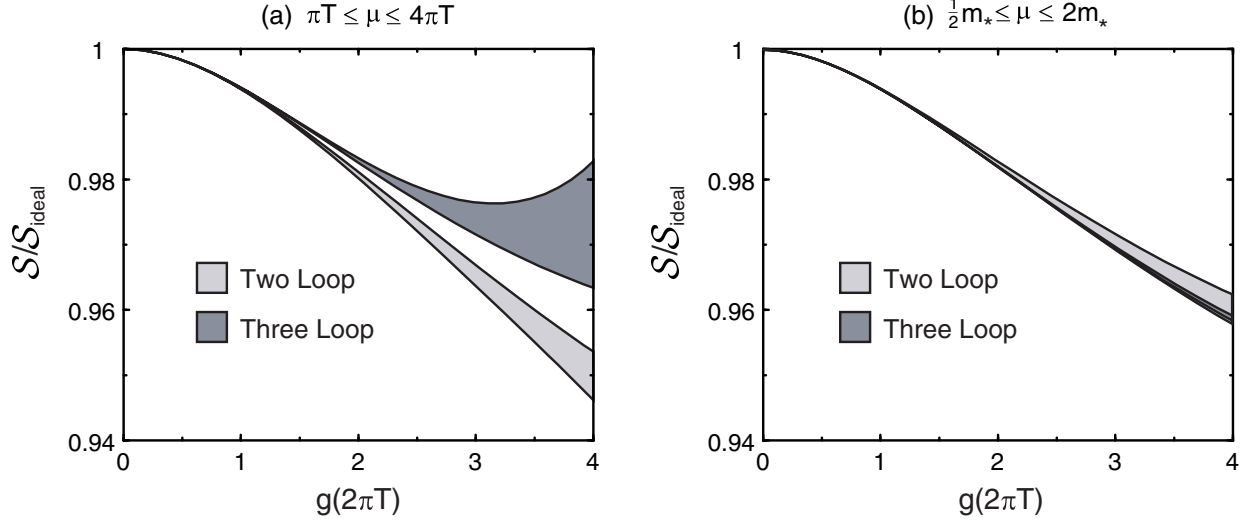 (a) πT ≤ μ ≤ 4πT
1
0.98
0.96
0.94
S/S_ideal
Two Loop
Three Loop
0 1 2 3 4
g(2πT)
(b) ½m_* ≤ μ ≤ 2m_*
1
0.98
0.96
0.94
S/S_ideal
Two Loop
Three Loop
0 1 2 3 4
g(2πT)